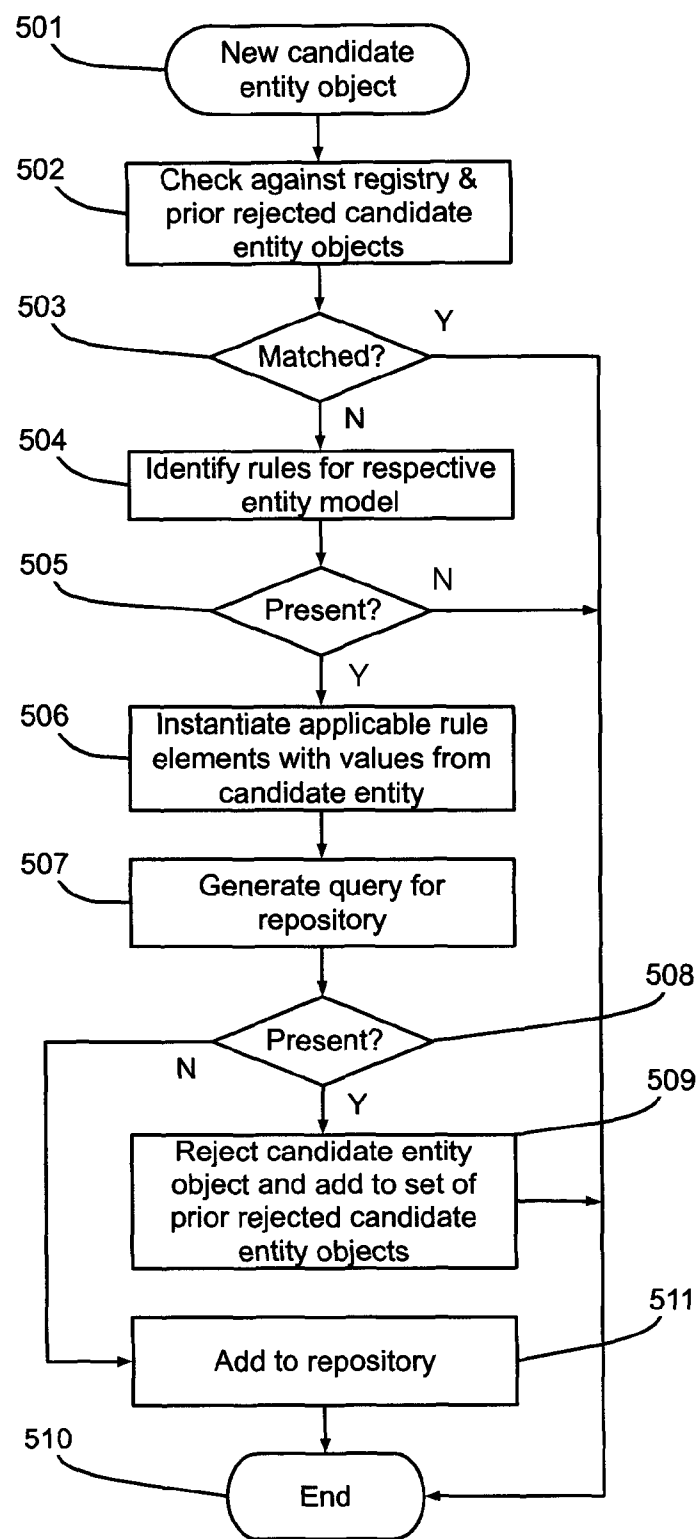 501
New candidate
entity object
502
Check against registry &
prior rejected candidate
entity objects
503
Y
Matched?
N
504
Identify rules for respective
entity model
505
N
Present?
Y
506
Instantiate applicable rule
elements with values from
candidate entity
507
Generate query for
repository
508
Present?
N
Y
509
Reject candidate entity
object and add to set of
prior rejected candidate
entity objects
511
Add to repository
510
End